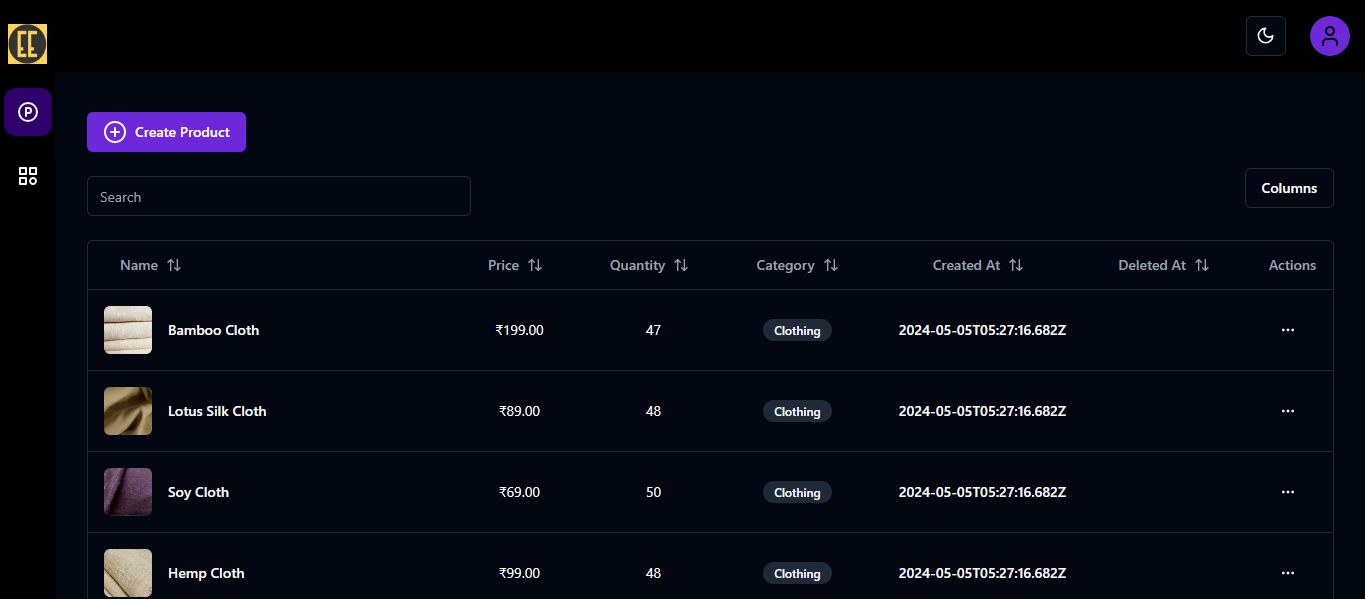 EE
P
Create Product
Search
Columns
Name Price Quantity Category Created At Deleted At Actions
Bamboo Cloth ₹199.00 47 Clothing 2024-05-05T05:27:16.682Z
Lotus Silk Cloth ₹89.00 48 Clothing 2024-05-05T05:27:16.682Z
Soy Cloth ₹69.00 50 Clothing 2024-05-05T05:27:16.682Z
Hemp Cloth ₹99.00 48 Clothing 2024-05-05T05:27:16.682Z